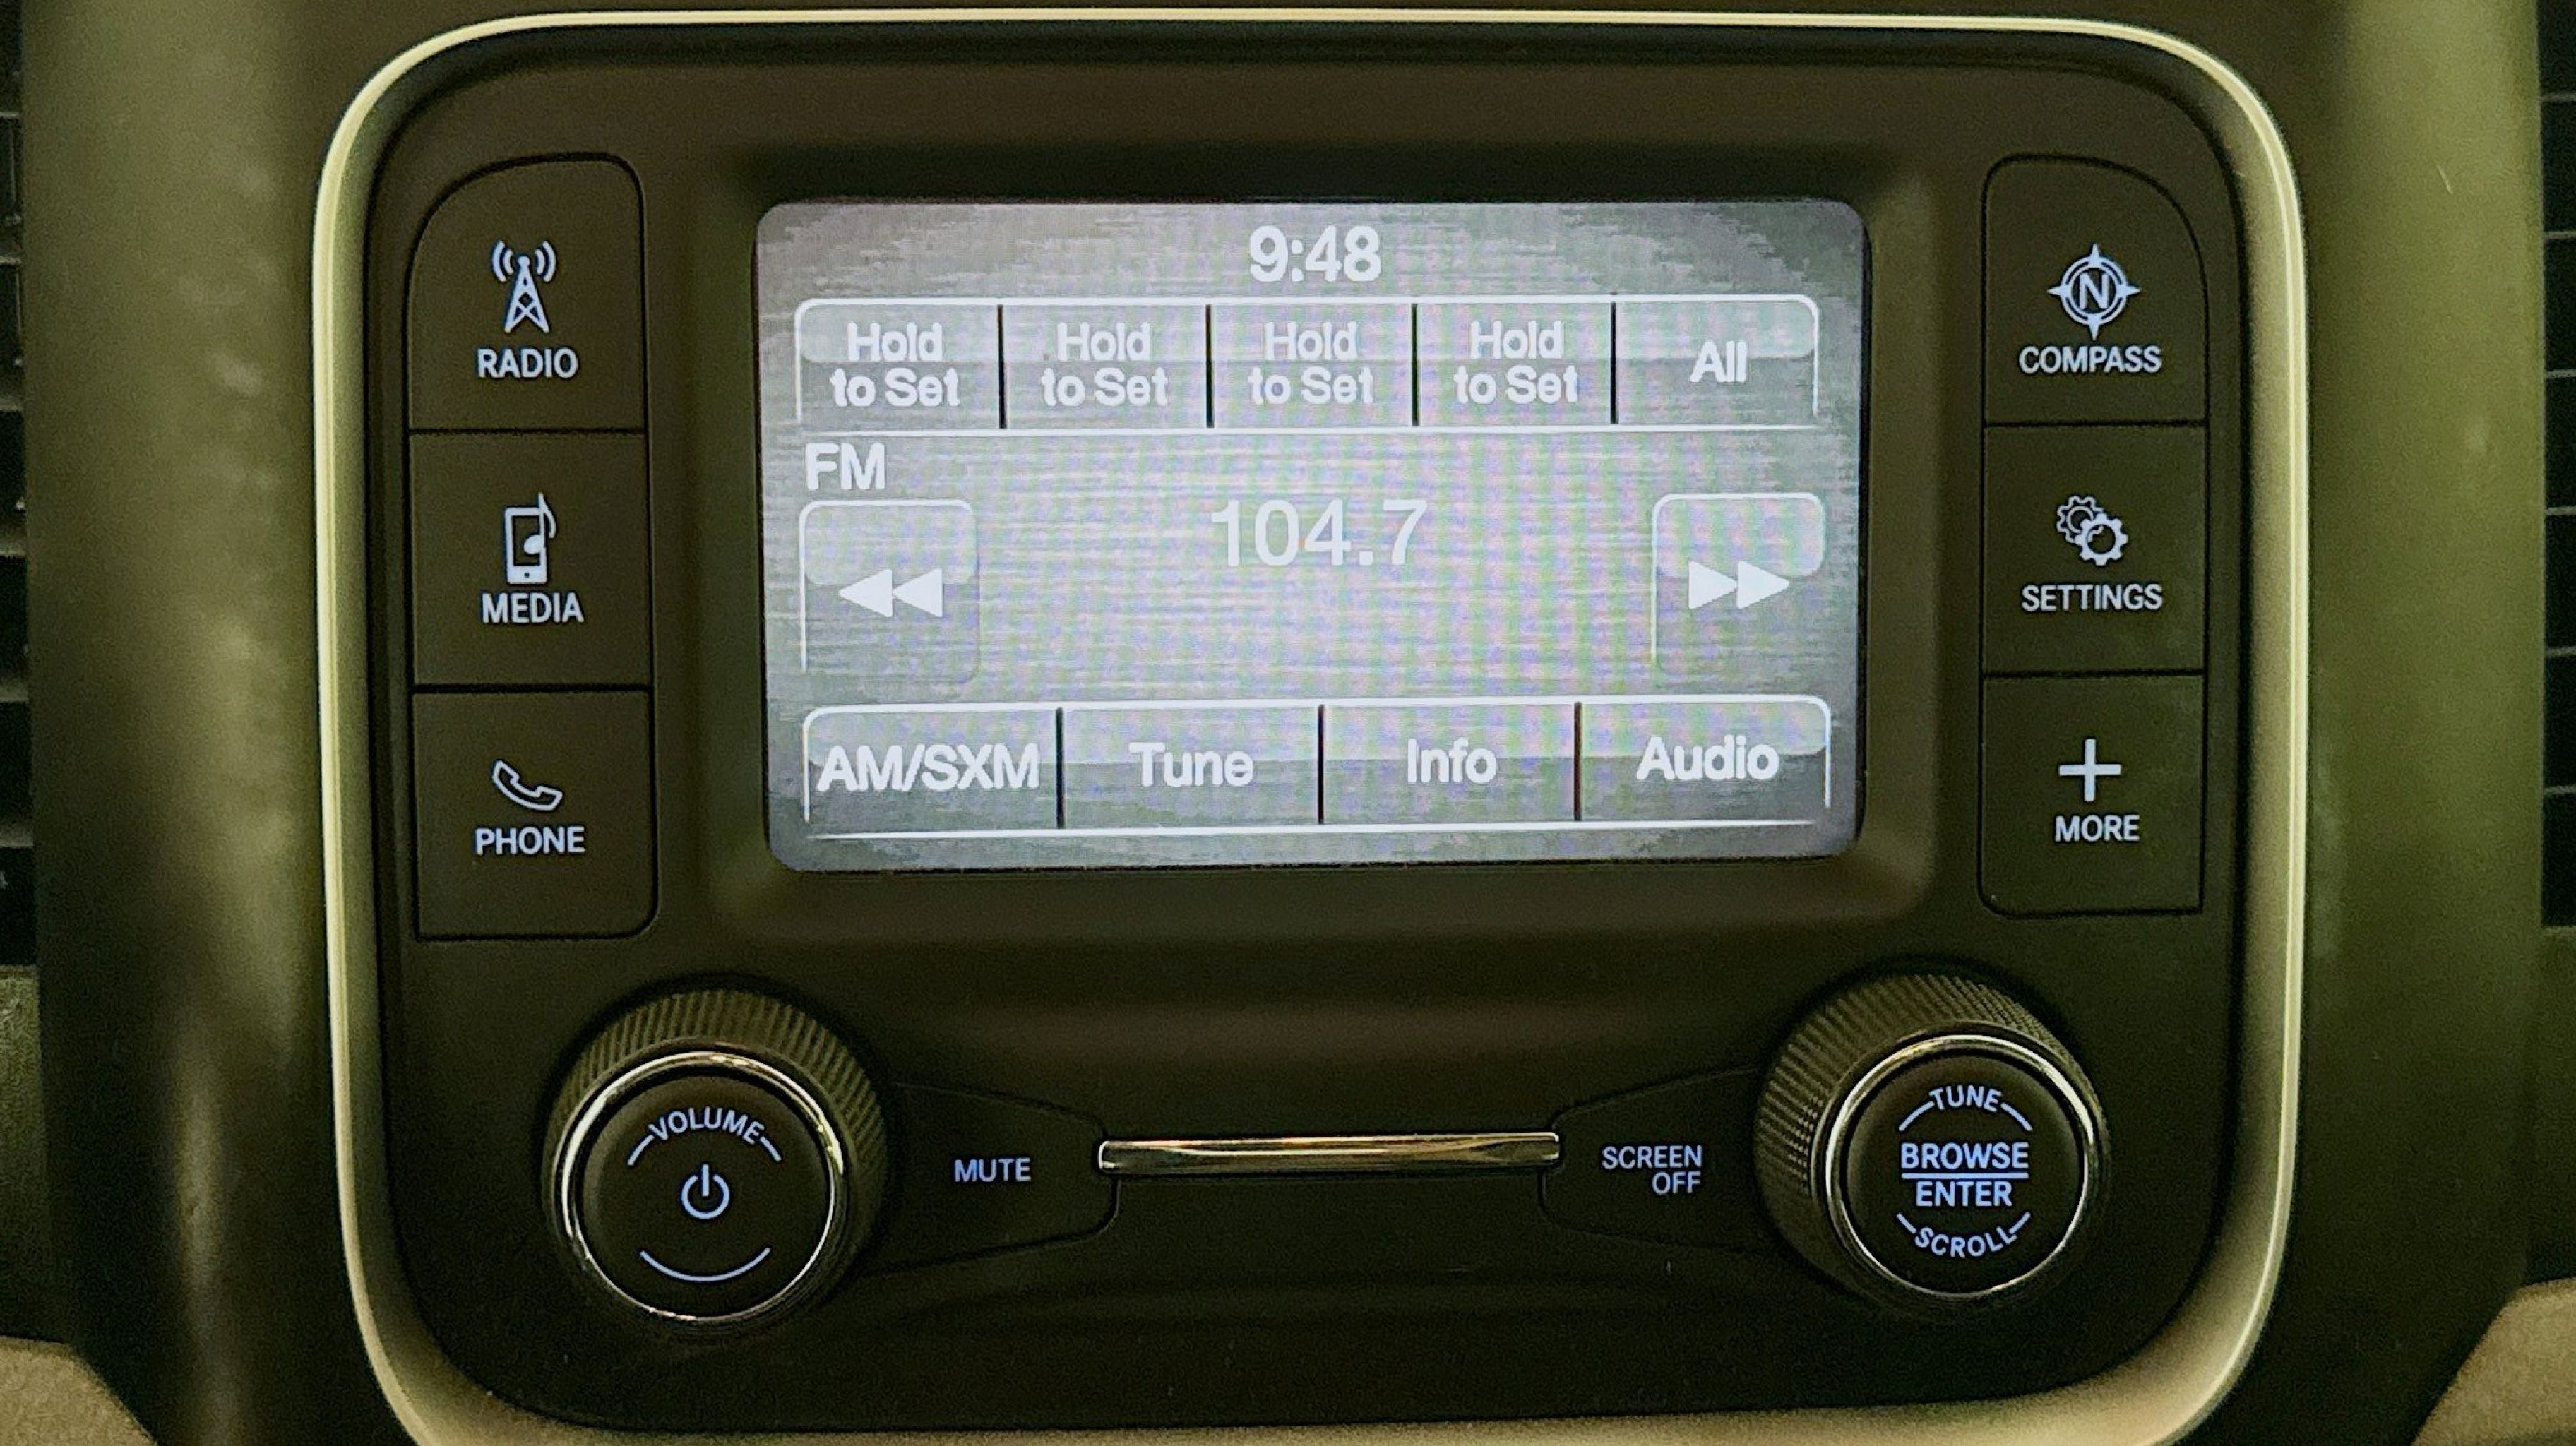 9:48
Hold
to Set
Hold
to Set
Hold
to Set
Hold
to Set
All
FM
104.7
AM/SXM
Tune
Info
Audio
RADIO
MEDIA
PHONE
N
COMPASS
SETTINGS
MORE
VOLUME
MUTE
SCREEN
OFF
TUNE
BROWSE
ENTER
SCROLL